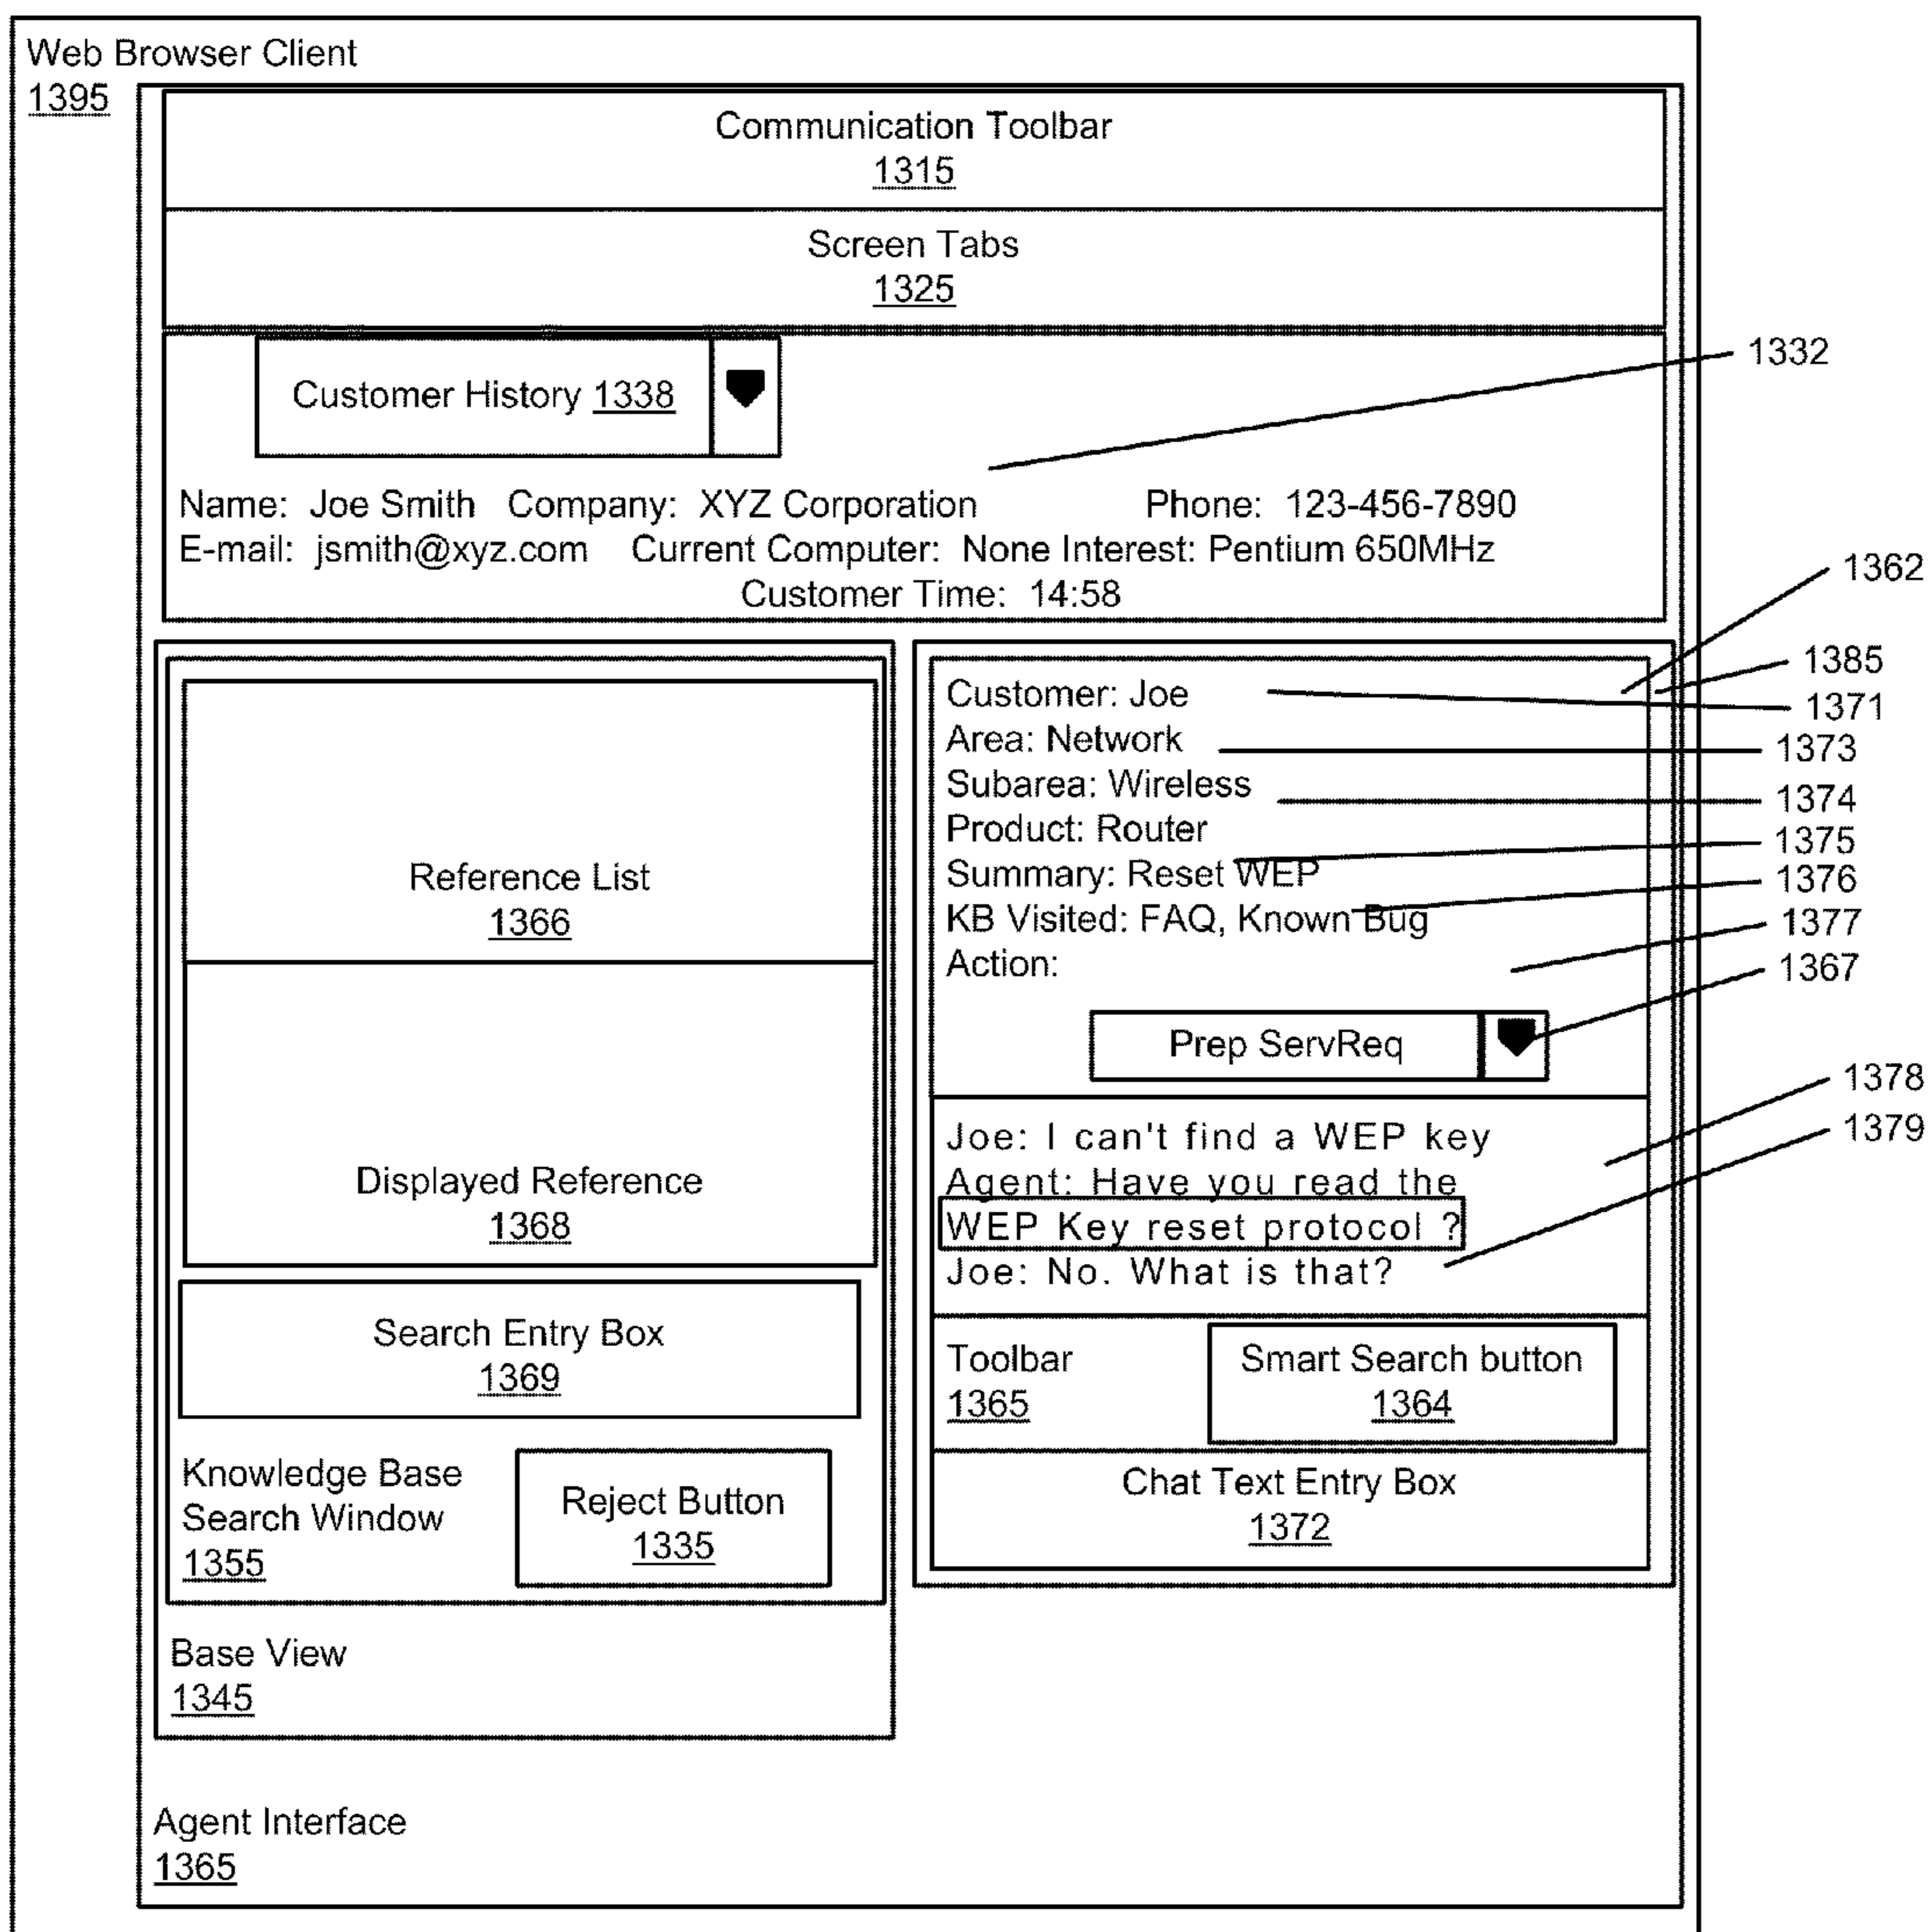 Web Browser Client
1395
Communication Toolbar
1315
Screen Tabs
1325
Customer History 1338
1332
Name: Joe Smith Company: XYZ Corporation Phone: 123-456-7890
E-mail: jsmith@xyz.com Current Computer: None Interest: Pentium 650MHz
Customer Time: 14:58
Reference List
1366
Displayed Reference
1368
Search Entry Box
1369
Knowledge Base
Search Window
1355
Reject Button
1335
Base View
1345
Customer: Joe
Area: Network
Subarea: Wireless
Product: Router
Summary: Reset WEP
KB Visited: FAQ, Known Bug
Action:
Prep ServReq
Joe: I can't find a WEP key
Agent: Have you read the
WEP Key reset protocol ?
Joe: No. What is that?
Toolbar
1365
Smart Search button
1364
Chat Text Entry Box
1372
1362
1385
1371
1373
1374
1375
1376
1377
1367
1378
1379
Agent Interface
1365